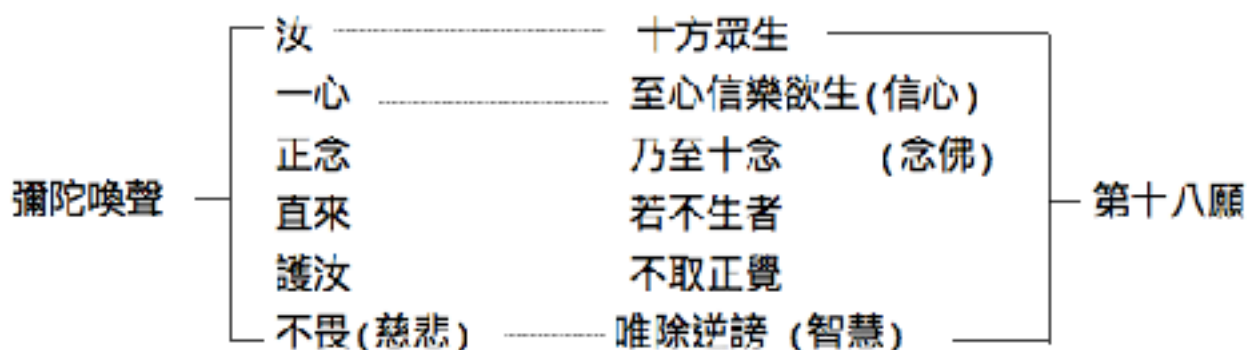 汝 十方眾生
一心 至心信樂欲生(信心)
正念 乃至十念 (念佛)
彌陀喚聲 直來 若不生者 第十八願
護汝 不取正覺
不畏(慈悲) 唯除逆謗 (智慧)